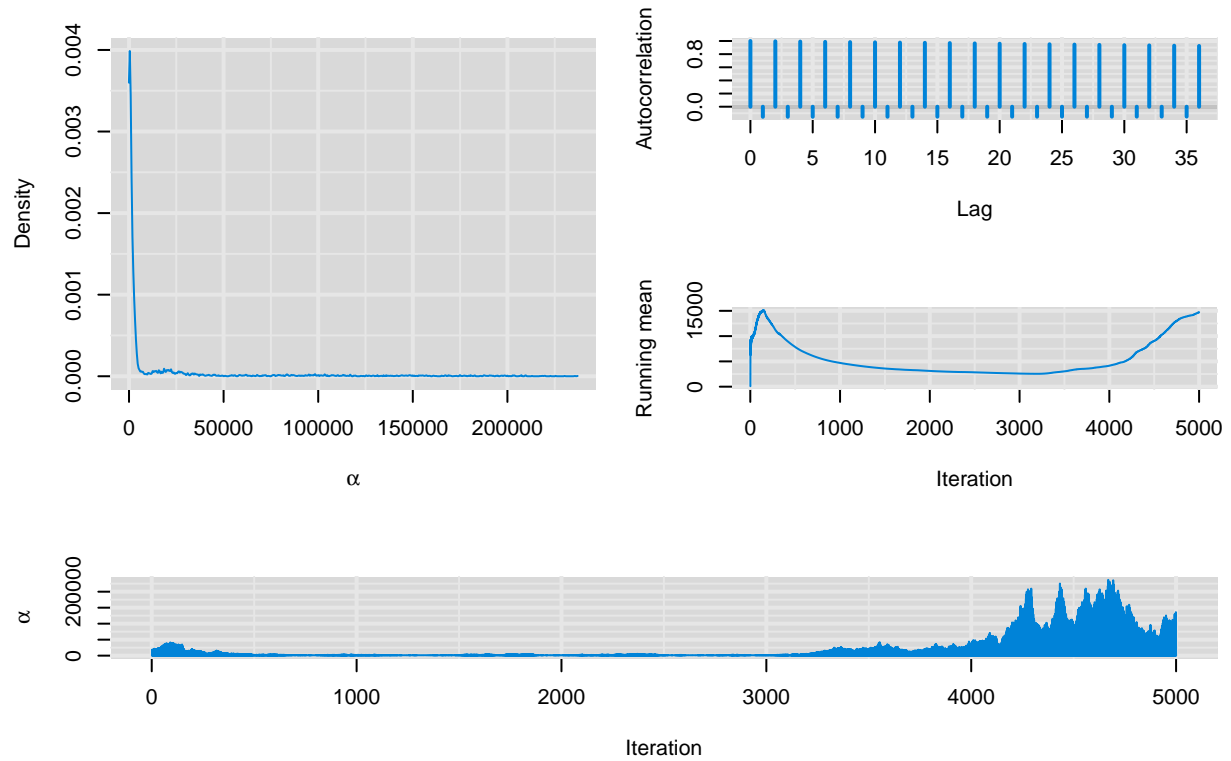 Density
0.000 0.001 0.002 0.003 0.004
0 50000 100000 150000 200000
α
Autocorrelation
0.0 0.8
0 5 10 15 20 25 30 35
Lag
Running mean
0 15000
0 1000 2000 3000 4000 5000
Iteration
α
0 200000
0 1000 2000 3000 4000 5000
Iteration